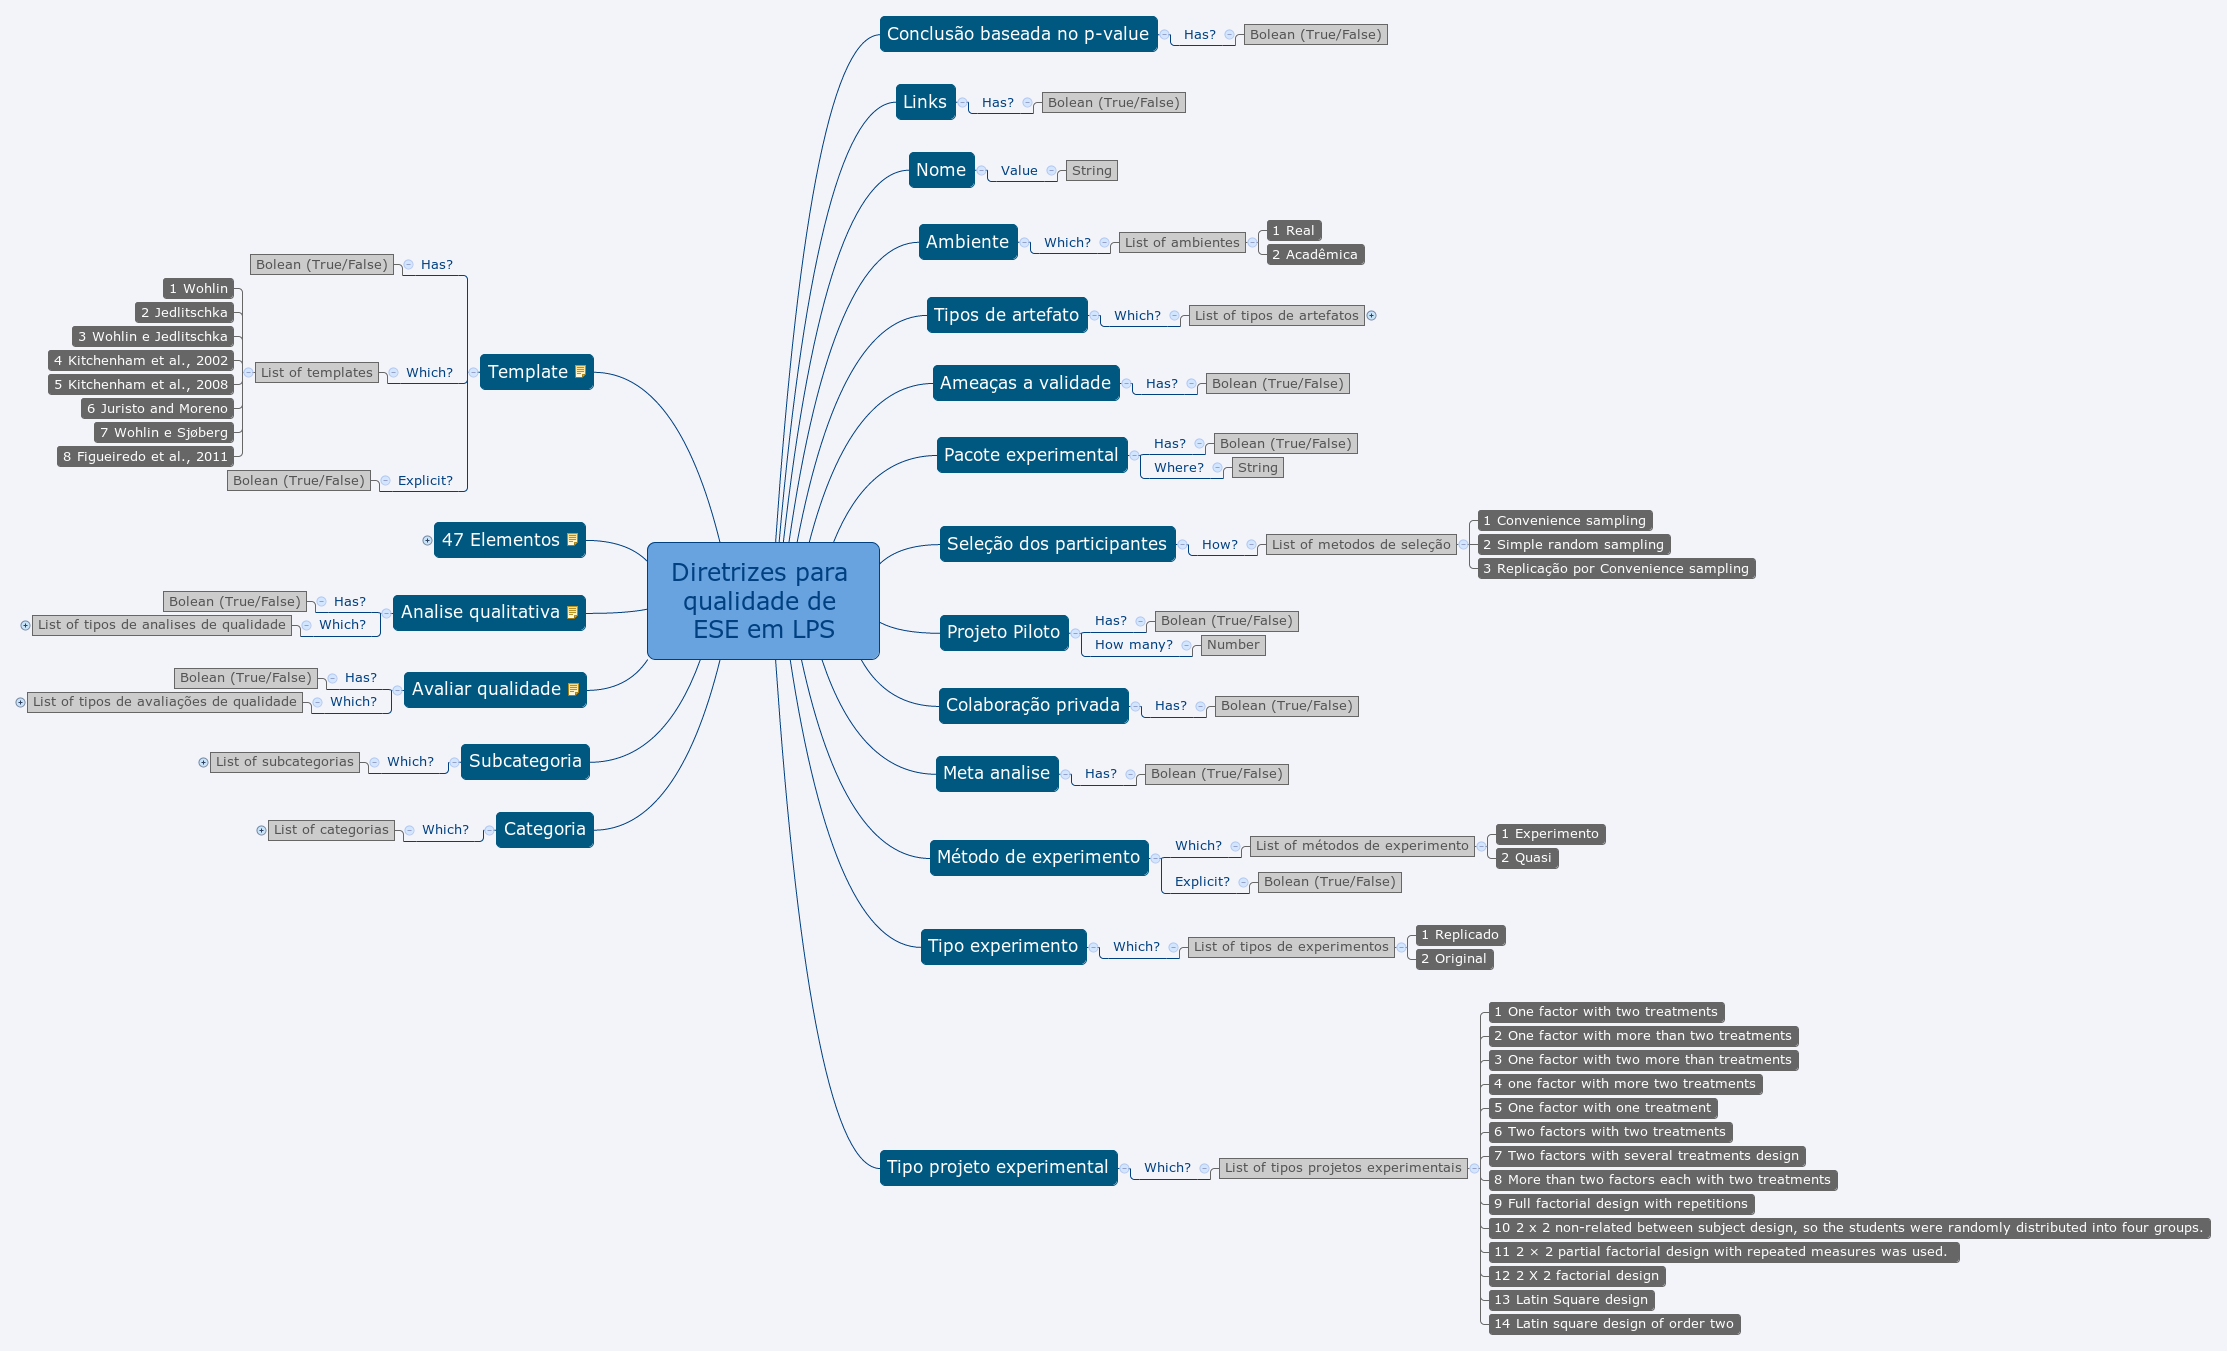 Diretrizes para
qualidade de
ESE em LPS
Conclusão baseada no p-value
Has?
Bolean (True/False)
Links
Has?
Bolean (True/False)
Nome
Value
String
Ambiente
Which?
List of ambientes
1 Real
2 Acadêmica
Tipos de artefato
Which?
List of tipos de artefatos
Ameaças a validade
Has?
Bolean (True/False)
Pacote experimental
Has?
Bolean (True/False)
Where?
String
Seleção dos participantes
How?
List of metodos de seleção
1 Convenience sampling
2 Simple random sampling
3 Replicação por Convenience sampling
Projeto Piloto
Has?
Bolean (True/False)
How many?
Number
Colaboração privada
Has?
Bolean (True/False)
Meta analise
Has?
Bolean (True/False)
Método de experimento
Which?
List of métodos de experimento
1 Experimento
2 Quasi
Explicit?
Bolean (True/False)
Tipo experimento
Which?
List of tipos de experimentos
1 Replicado
2 Original
Tipo projeto experimental
Which?
List of tipos projetos experimentais
1 One factor with two treatments
2 One factor with more than two treatments
3 One factor with two more than treatments
4 one factor with more two treatments
5 One factor with one treatment
6 Two factors with two treatments
7 Two factors with several treatments design
8 More than two factors each with two treatments
9 Full factorial design with repetitions
10 2 x 2 non-related between subject design, so the students were randomly distributed into four groups.
11 2 × 2 partial factorial design with repeated measures was used.
12 2 X 2 factorial design
13 Latin Square design
14 Latin square design of order two
Template
Has?
Bolean (True/False)
Which?
List of templates
1 Wohlin
2 Jedlitschka
3 Wohlin e Jedlitschka
4 Kitchenham et al., 2002
5 Kitchenham et al., 2008
6 Juristo and Moreno
7 Wohlin e Sjøberg
8 Figueiredo et al., 2011
Explicit?
Bolean (True/False)
47 Elementos
Analise qualitativa
Has?
Bolean (True/False)
Which?
List of tipos de analises de qualidade
Avaliar qualidade
Has?
Bolean (True/False)
Which?
List of tipos de avaliações de qualidade
Subcategoria
Which?
List of subcategorias
Categoria
Which?
List of categorias